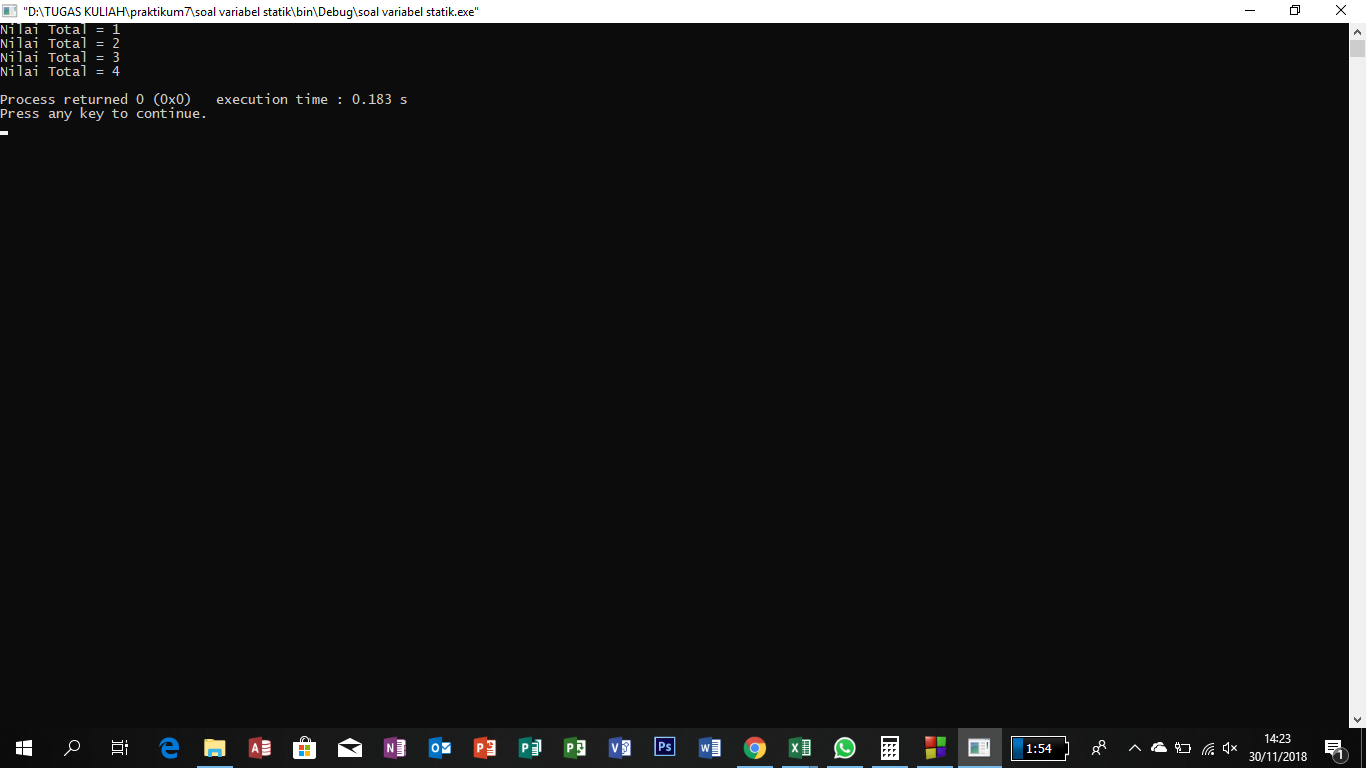 "D:\TUGAS KULIAH\praktikum7\soal variabel statik\bin\Debug\soal variabel statik.exe"
Nilai Total = 1
Nilai Total = 2
Nilai Total = 3
Nilai Total = 4
Process returned 0 (0x0)   execution time : 0.183 s
Press any key to continue.
1:54
14:23
30/11/2018
1